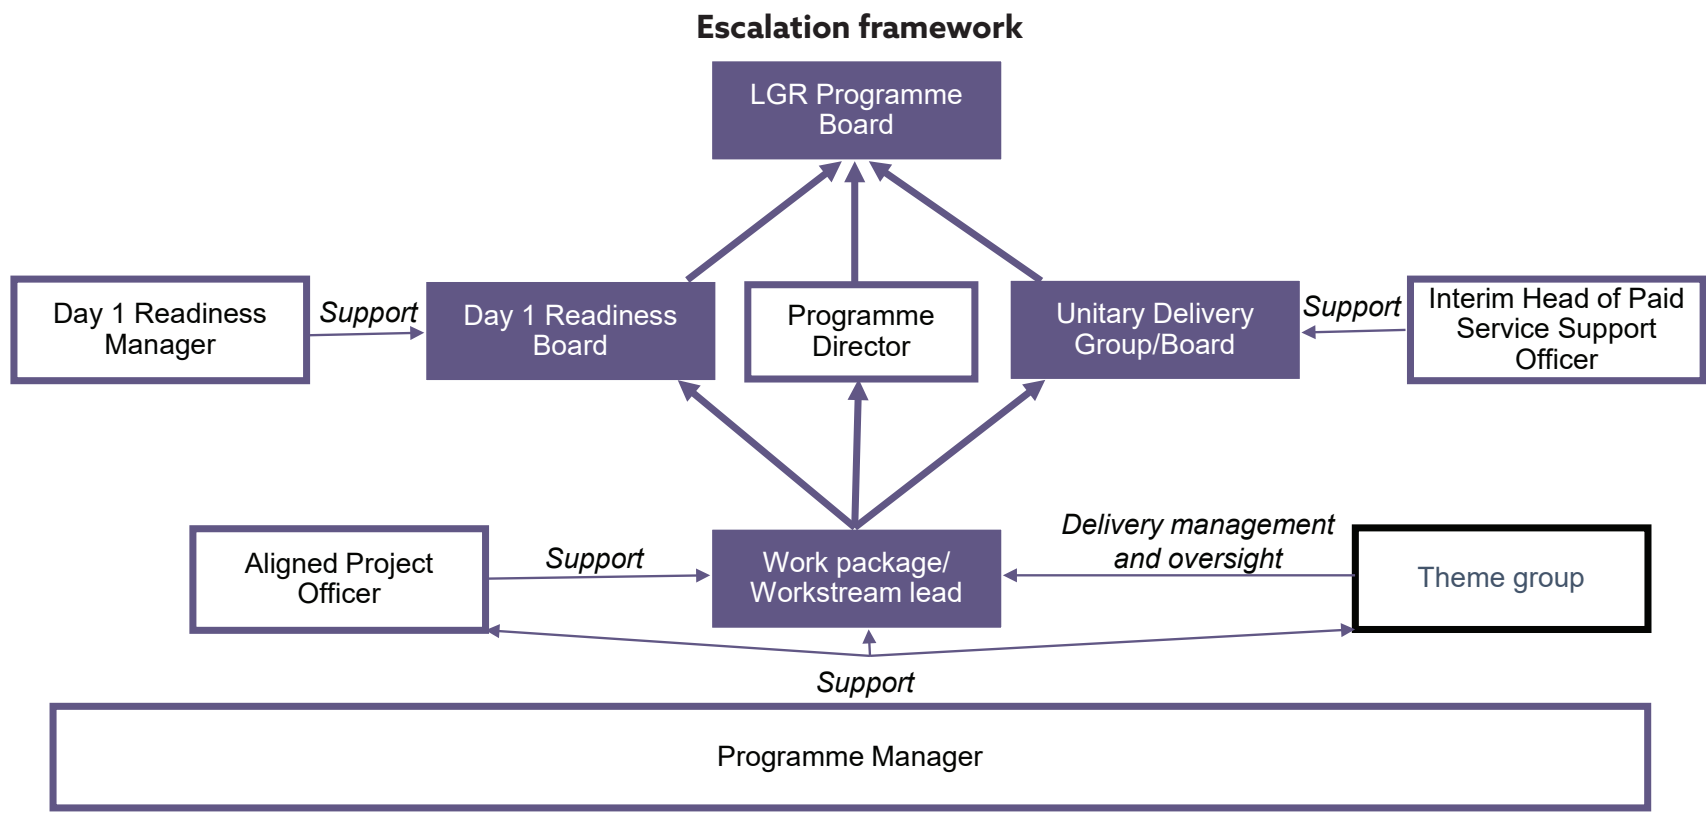 Escalation framework
LGR Programme
Board
Day 1 Readiness
Manager
Support
Day 1 Readiness
Board
Programme
Director
Unitary Delivery
Group/Board
Support
Interim Head of Paid
Service Support
Officer
Aligned Project
Officer
Support
Work package/
Workstream lead
Delivery management
and oversight
Theme group
Support
Programme Manager